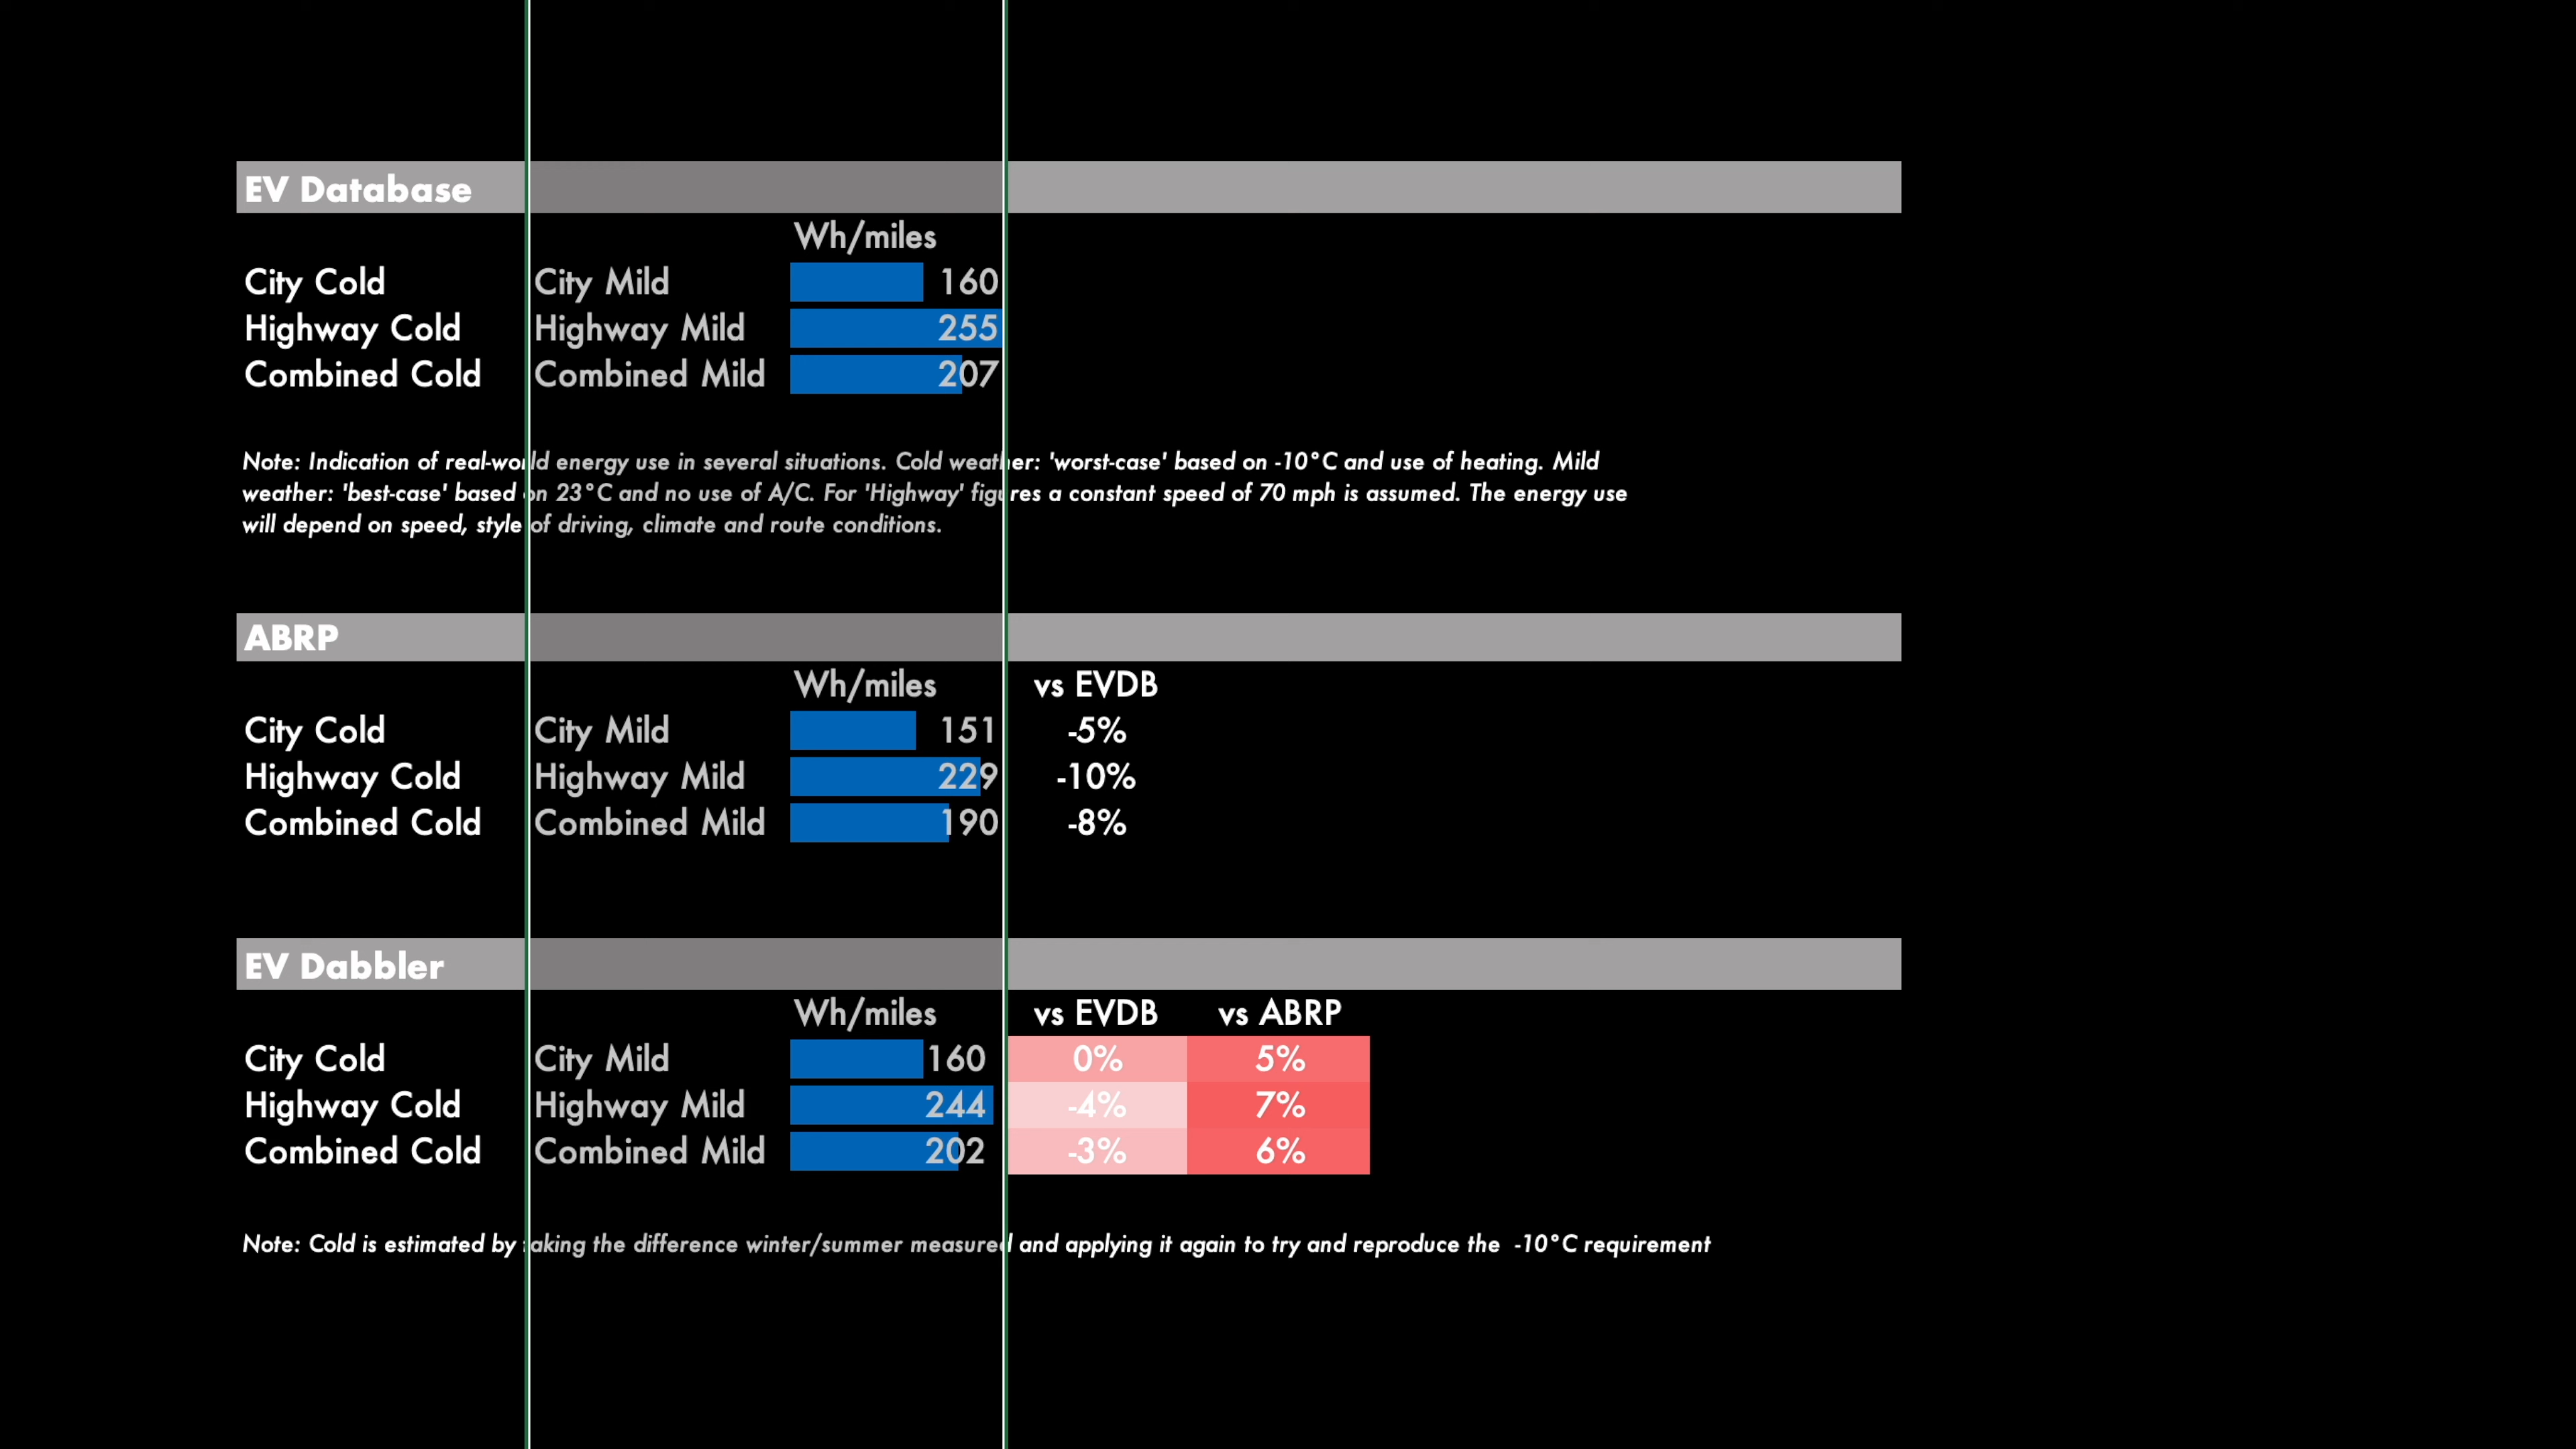 EV Database
Wh/miles
City Cold City Mild 160
Highway Cold Highway Mild 255
Combined Cold Combined Mild 207
Note: Indication of real-world energy use in several situations. Cold weather: 'worst-case' based on -10°C and use of heating. Mild
weather: 'best-case' based on 23°C and no use of A/C. For 'Highway' figures a constant speed of 70 mph is assumed. The energy use
will depend on speed, style of driving, climate and route conditions.
ABRP
Wh/miles vs EVDB
City Cold City Mild 151 -5%
Highway Cold Highway Mild 229 -10%
Combined Cold Combined Mild 190 -8%
EV Dabbler
Wh/miles vs EVDB vs ABRP
City Cold City Mild 160 0% 5%
Highway Cold Highway Mild 244 -4% 7%
Combined Cold Combined Mild 202 -3% 6%
Note: Cold is estimated by taking the difference winter/summer measured and applying it again to try and reproduce the -10°C requirement